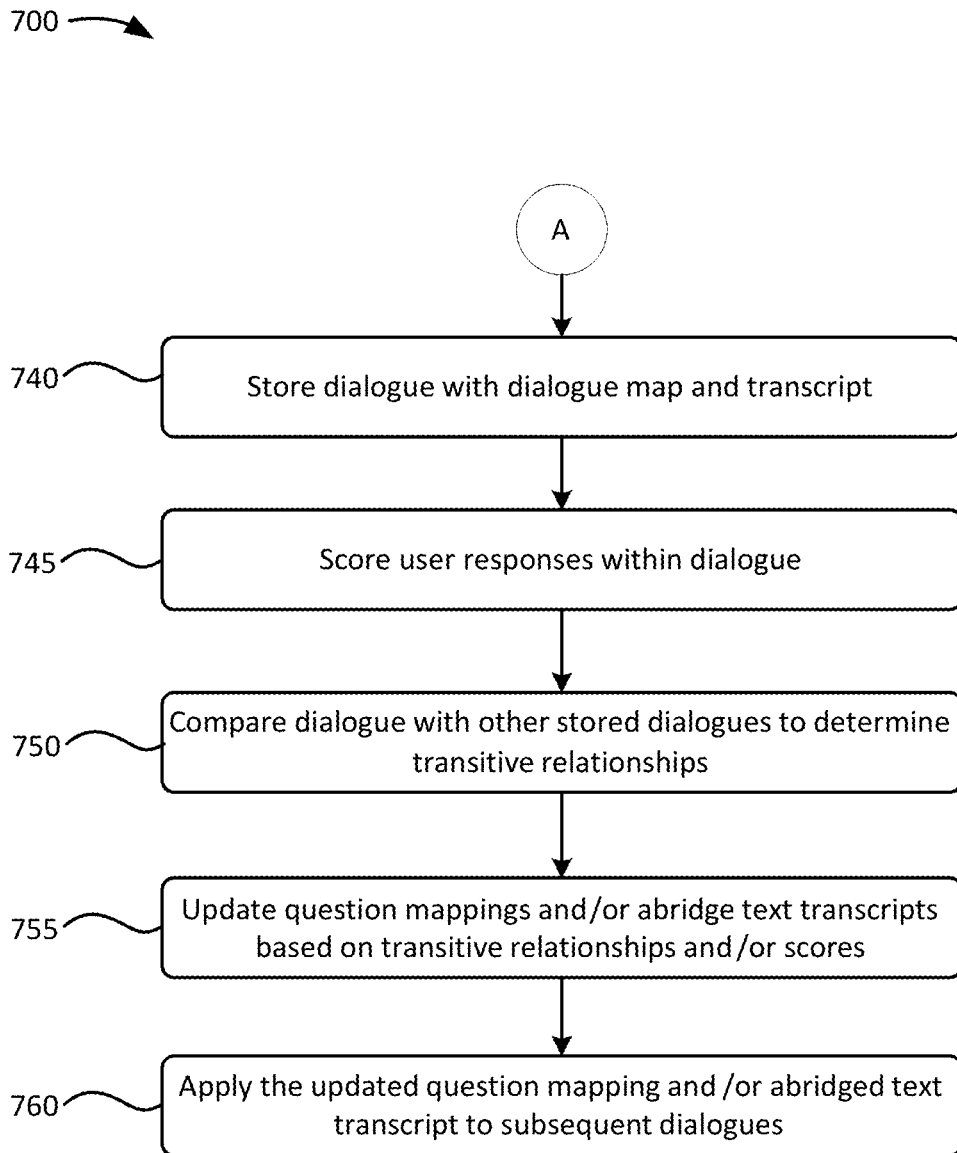 700
A
740
Store dialogue with dialogue map and transcript
745
Score user responses within dialogue
750
Compare dialogue with other stored dialogues to determine
transitive relationships
755
Update question mappings and/or abridge text transcripts
based on transitive relationships and/or scores
760
Apply the updated question mapping and /or abridged text
transcript to subsequent dialogues